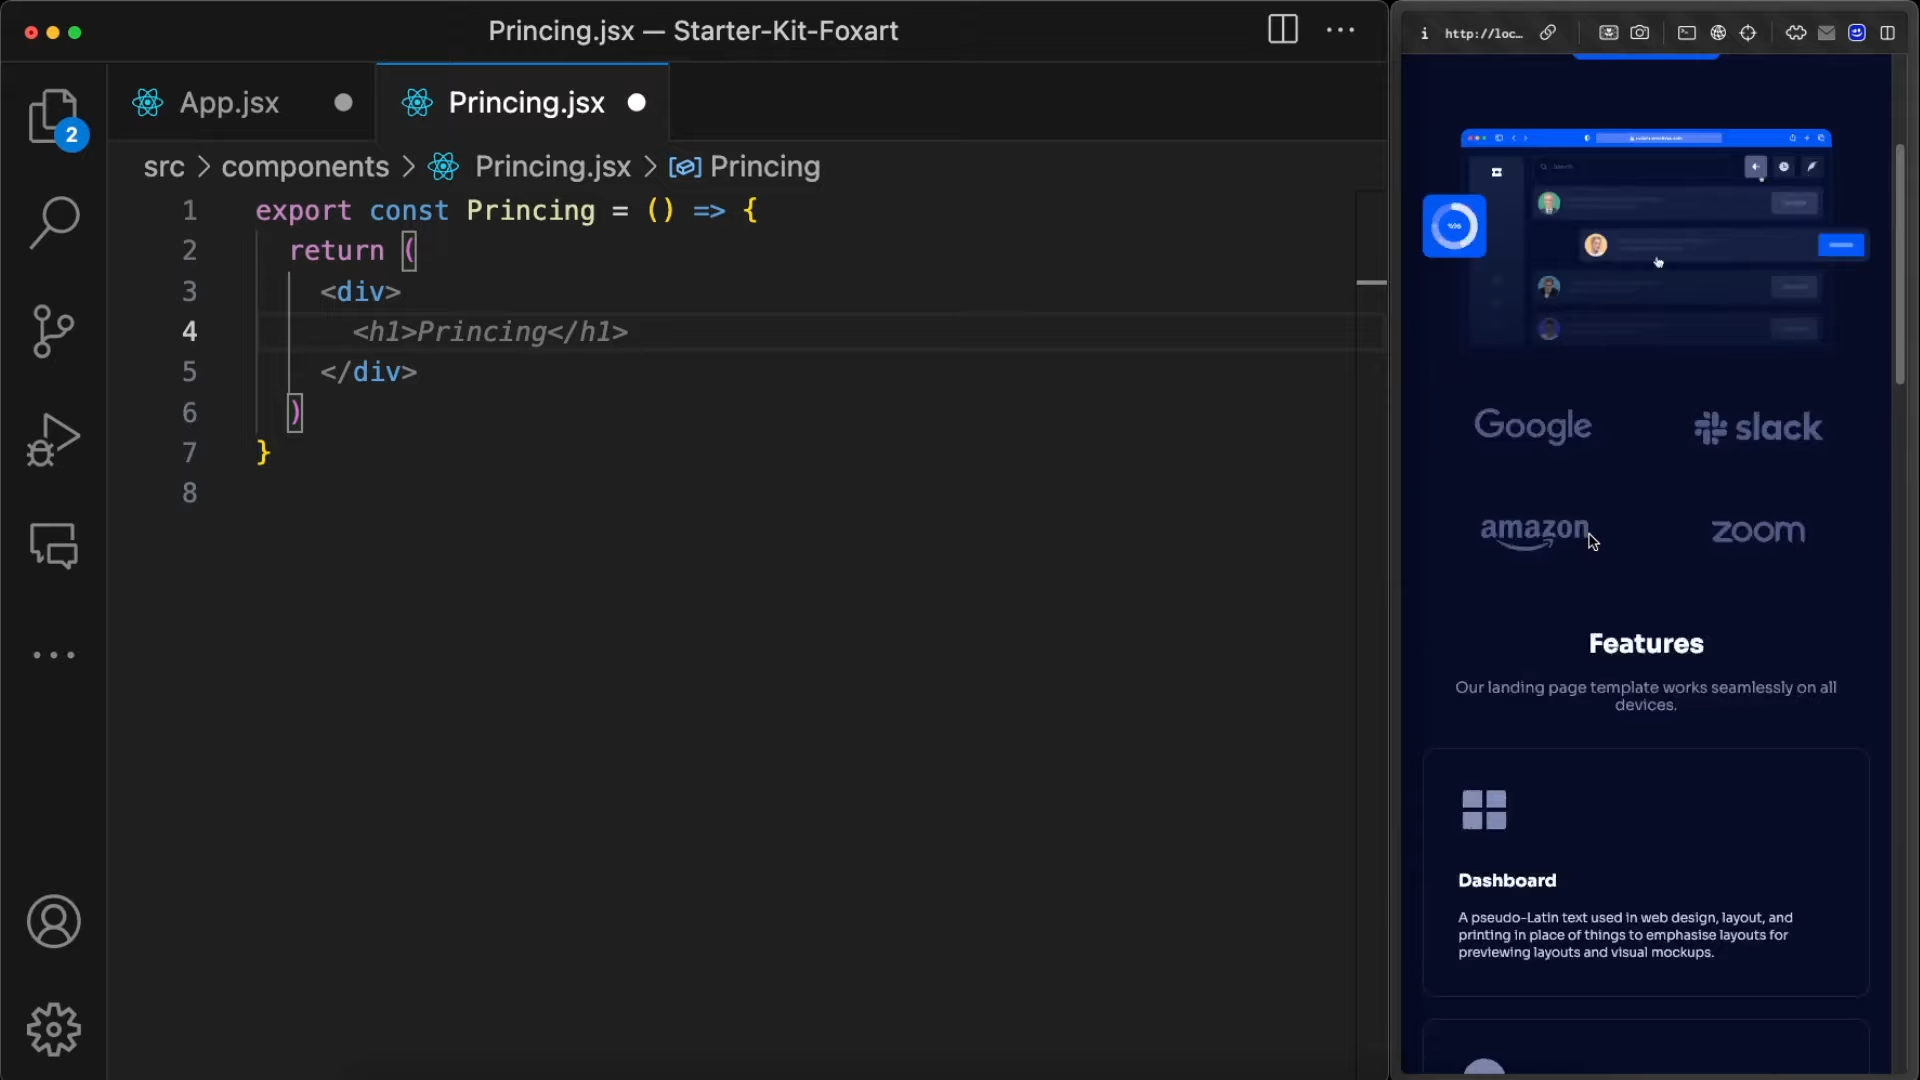 Princing.jsx — Starter-Kit-Foxart
App.jsx
Princing.jsx
2
src > components > Princing.jsx > Princing
1 export const Princing = () => {
2 return (
3 <div>
4 <h1>Princing</h1>
5 </div>
6 )
7 }
8
http://loc…
Search
Google
slack
amazon
zoom
Features
Our landing page template works seamlessly on all
devices.
Dashboard
A pseudo-Latin text used in web design, layout, and
printing in place of things to emphasise layouts for
previewing layouts and visual mockups.